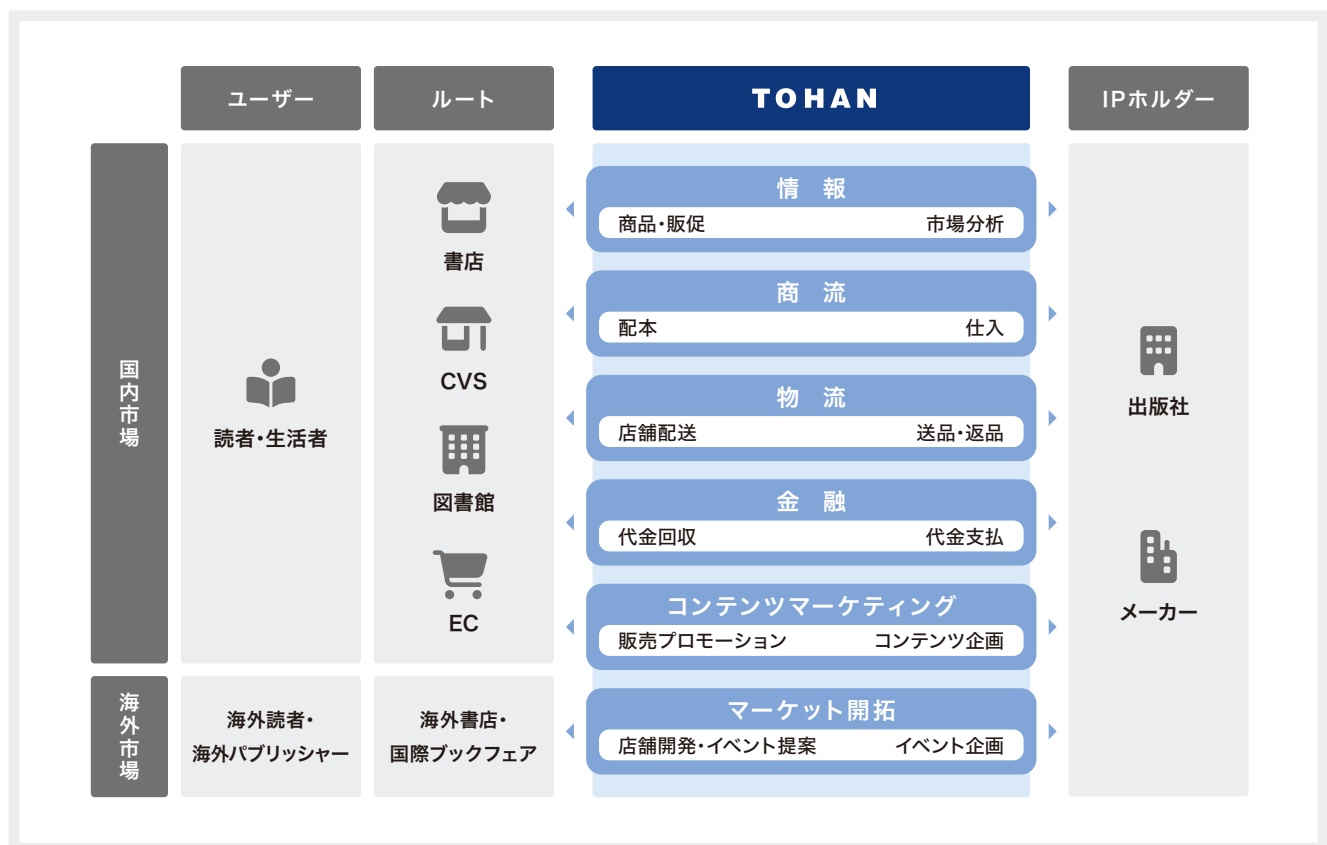 ユーザー
ルート
TOHAN
IPホルダー
国内市場
読者・生活者
書店
CVS
図書館
EC
情 報
商品・販促 市場分析
商 流
配本 仕入
物 流
店舗配送 送品・返品
金 融
代金回収 代金支払
コンテンツマーケティング
販売プロモーション コンテンツ企画
マーケット開拓
店舗開発・イベント提案 イベント企画
出版社
メーカー
海外市場
海外読者・
海外パブリッシャー
海外書店・
国際ブックフェア